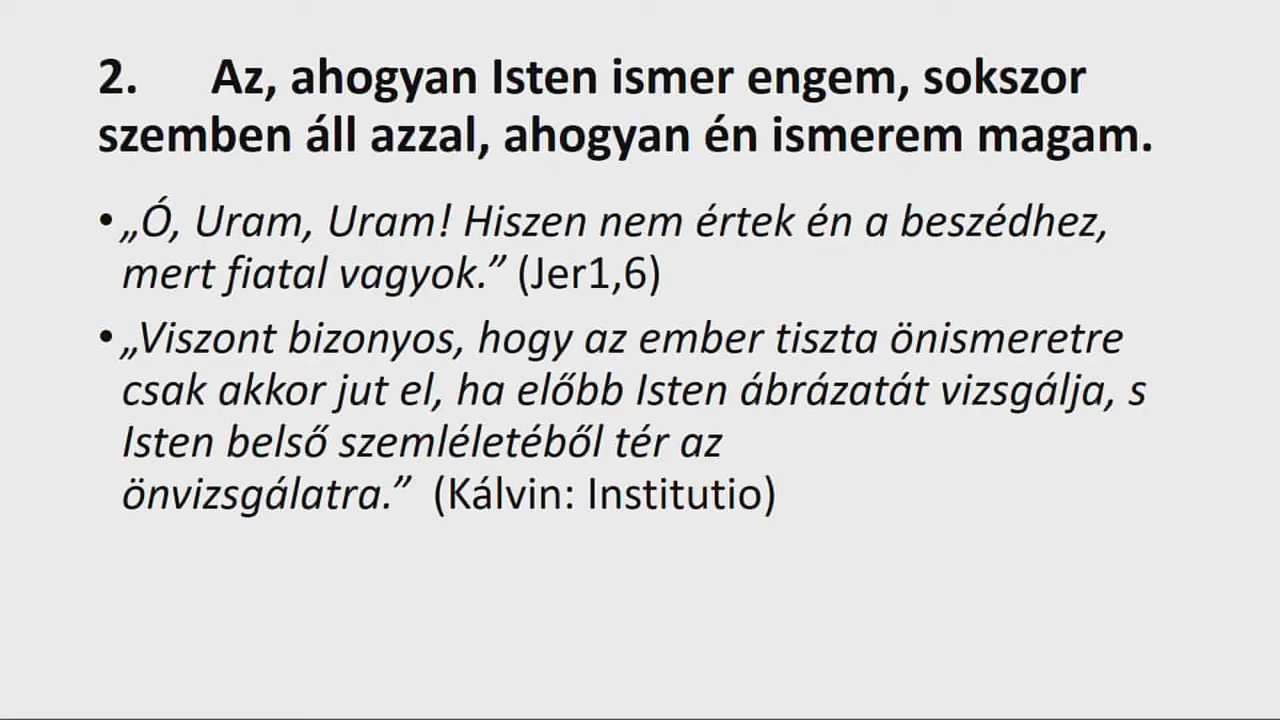 2. Az, ahogyan Isten ismer engem, sokszor
szemben áll azzal, ahogyan én ismerem magam.
• „Ó, Uram, Uram! Hiszen nem értek én a beszédhez,
mert fiatal vagyok.” (Jer1,6)
• „Viszont bizonyos, hogy az ember tiszta önismeretre
csak akkor jut el, ha előbb Isten ábrázatát vizsgálja, s
Isten belső szemléletéből tér az
önvizsgálatra.” (Kálvin: Institutio)